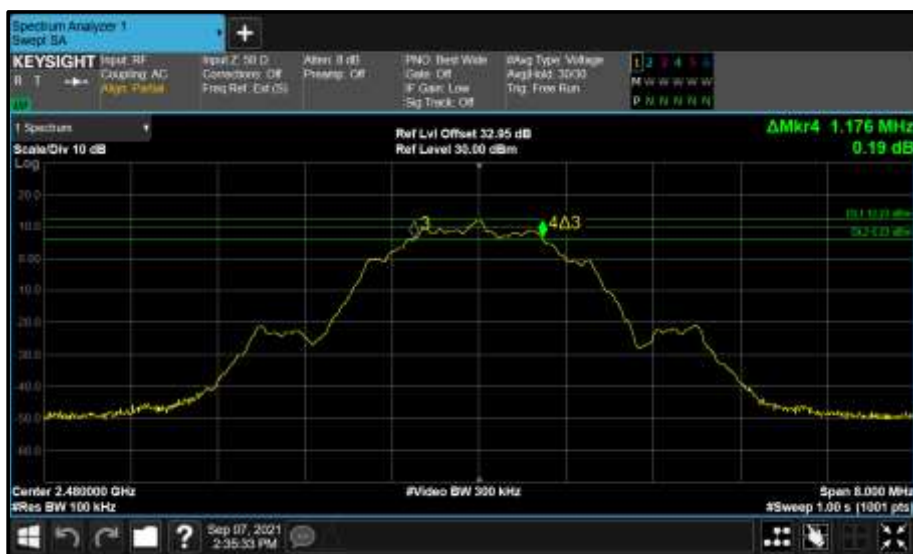 Spectrum Analyzer 1
Swept SA
+
KEYSIGHT
R T
Input: RF
Coupling: AC
Align: Partial
Input Z: 50 Ω
Corrections: Off
Freq Ref: Ext (S)
Atten: 8 dB
Preamp: Off
PNO: Best Wide
Gate: Off
IF Gain: Low
Sig Track: Off
#Avg Type: Voltage
Avg|Hold: 30/30
Trig: Free Run
1 2 3 4 5 6
M W W W W W
P N N N N N
1 Spectrum
Scale/Div 10 dB
Ref Lvl Offset 32.95 dB
Ref Level 30.00 dBm
ΔMkr4 1.176 MHz
0.19 dB
Log
20.0
10.0
0.00
-10.0
-20.0
-30.0
-40.0
-50.0
-60.0
3
4Δ3
Center 2.480000 GHz
#Video BW 300 kHz
Span 8.000 MHz
#Res BW 100 kHz
#Sweep 1.00 s (1001 pts)
?
Sep 07, 2021
2:35:33 PM